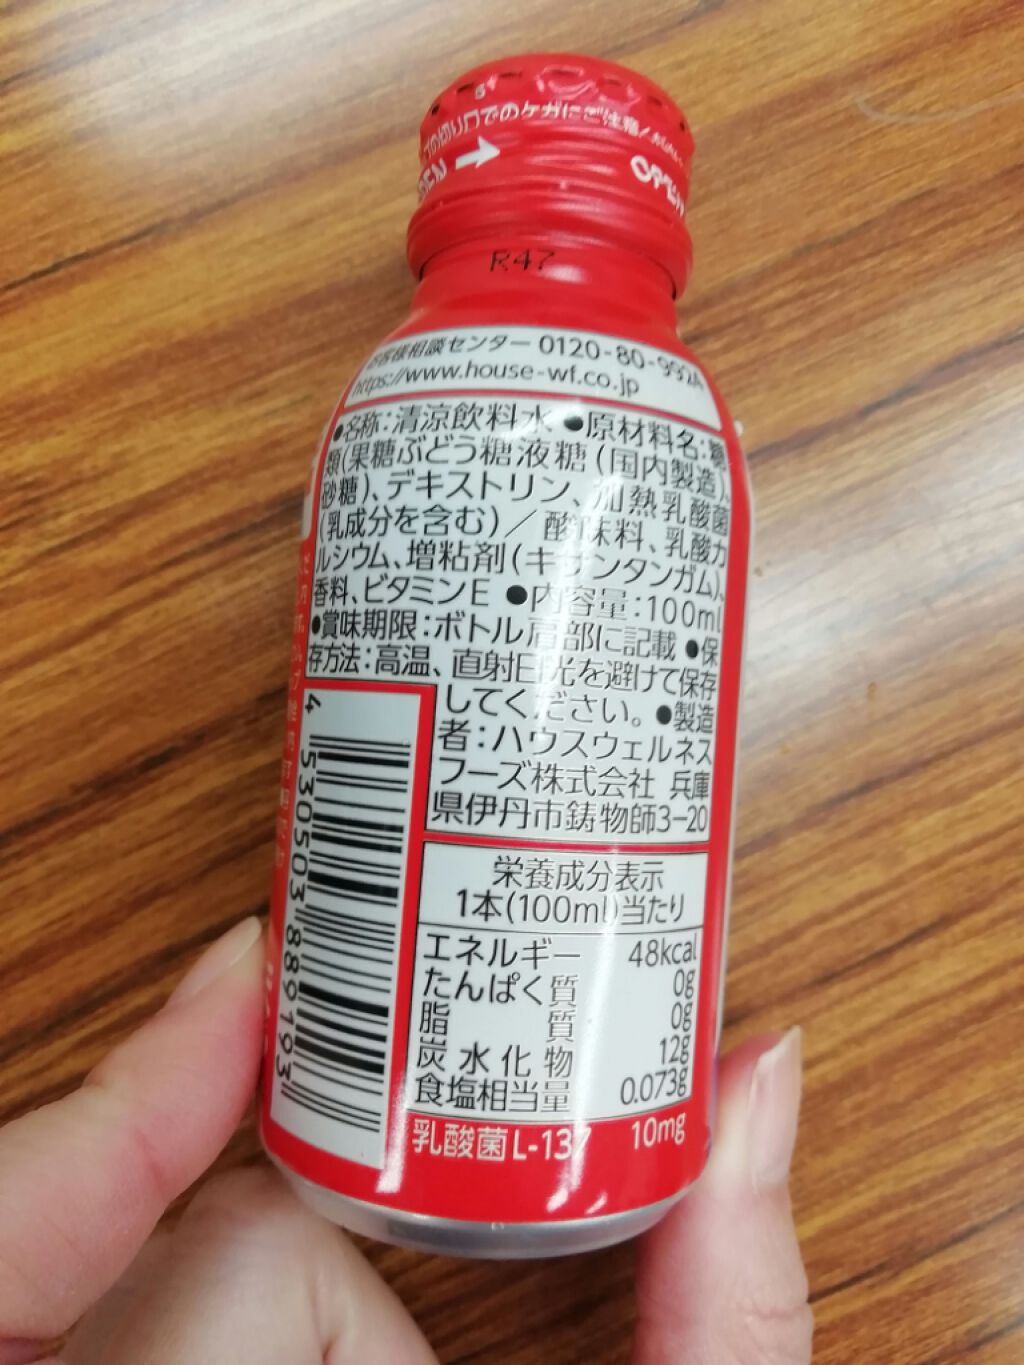 口でのケガにご注意!
OPEN
R47
お客様相談センター 0120-80-9924
https://www.house-wf.co.jp
●名称:清涼飲料水 ●原材料名:糖
類(果糖ぶどう糖液糖(国内製造)、
砂糖)、デキストリン、加熱乳酸菌
(乳成分を含む)/酸味料、乳酸カ
ルシウム、増粘剤(キサンタンガム)、
香料、ビタミンE ●内容量:100ml
●賞味期限:ボトル肩部に記載 ●保
存方法:高温、直射日光を避けて保存
してください。●製造
者:ハウスウェルネス
フーズ株式会社 兵庫
県伊丹市鋳物師3-20
4 530503 889193
栄養成分表示
1本(100ml)当たり
エネルギー 48kcal
たんぱく質 0g
脂質 0g
炭水化物 12g
食塩相当量 0.073g
乳酸菌L-137 10mg